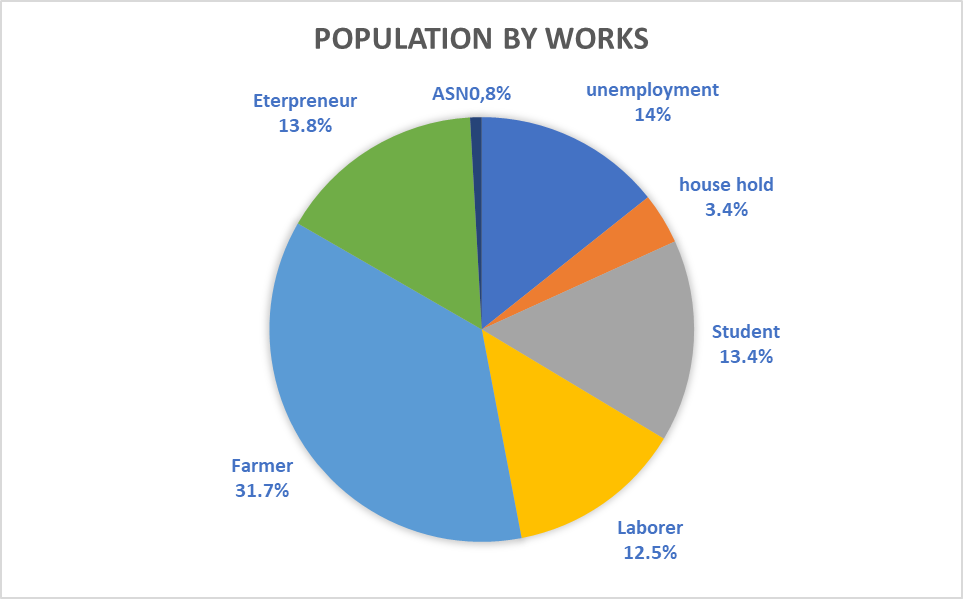 POPULATION BY WORKS
Eterpreneur
13.8%
ASN0,8%
unemployment
14%
house hold
3.4%
Student
13.4%
Farmer
31.7%
Laborer
12.5%